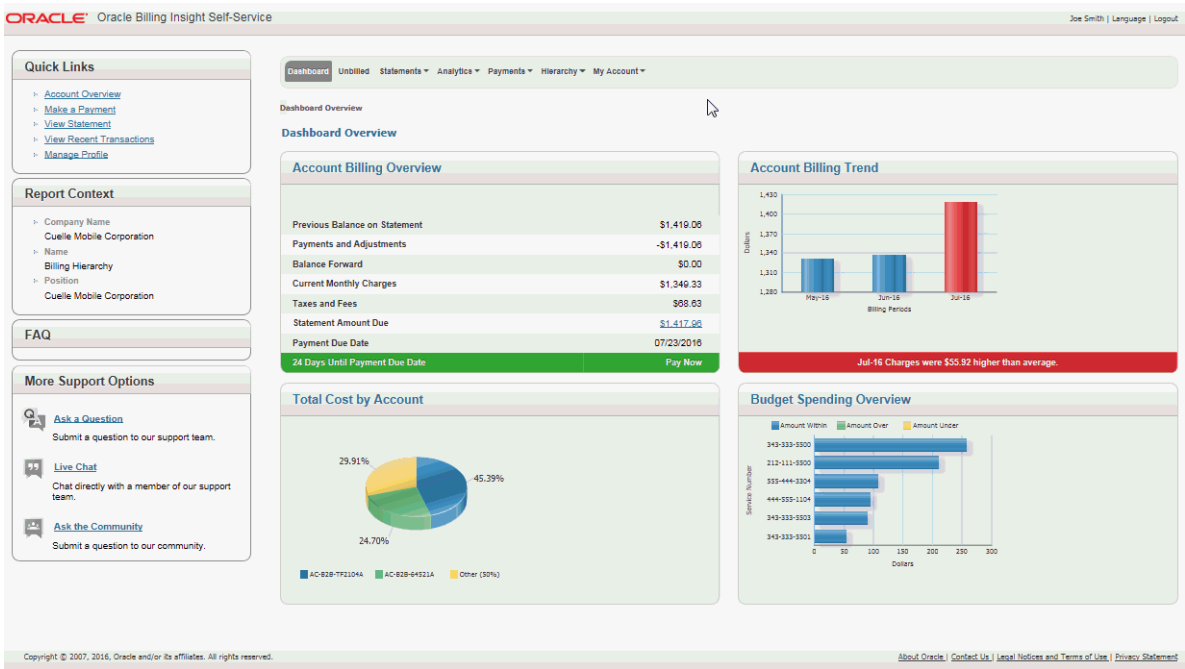 ORACLE® Oracle Billing Insight Self-Service
Joe Smith | Language | Logout
Quick Links
Account Overview
Make a Payment
View Statement
View Recent Transactions
Manage Profile
Report Context
Company Name
Cuelle Mobile Corporation
Name
Billing Hierarchy
Position
Cuelle Mobile Corporation
FAQ
More Support Options
Ask a Question
Submit a question to our support team.
Live Chat
Chat directly with a member of our support
team.
Ask the Community
Submit a question to our community.
Dashboard Unbilled Statements Analytics Payments Hierarchy My Account
Dashboard Overview
Dashboard Overview
Account Billing Overview
Previous Balance on Statement $1,419.06
Payments and Adjustments -$1,419.06
Balance Forward $0.00
Current Monthly Charges $1,349.33
Taxes and Fees $68.63
Statement Amount Due $1,417.96
Payment Due Date 07/23/2016
24 Days Until Payment Due Date Pay Now
Account Billing Trend
1,430
1,400
1,370
1,340
1,310
1,280
Dollars
May-16 Jun-16 Jul-16
Billing Periods
Jul-16 Charges were $55.92 higher than average.
Total Cost by Account
29.91%
45.39%
24.70%
AC-B2B-TF2104A AC-B2B-64521A Other (50%)
Budget Spending Overview
Amount Within Amount Over Amount Under
343-333-5500
212-111-3300
555-444-3304
444-555-1104
343-333-5503
343-333-5501
Service Number
0 50 100 150 200 250 300
Dollars
Copyright © 2007, 2016, Oracle and/or its affiliates. All rights reserved.
About Oracle | Contact Us | Legal Notices and Terms of Use | Privacy Statement